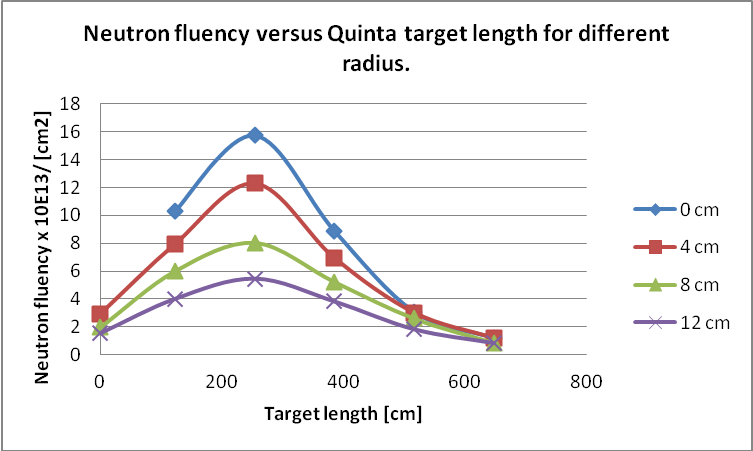 Neutron fluency versus Quinta target length for different
radius.
Neutron fluency x 10E13/ [cm2]
18
16
14
12
10
8
6
4
2
0
0 200 400 600 800
Target length [cm]
0 cm
4 cm
8 cm
12 cm